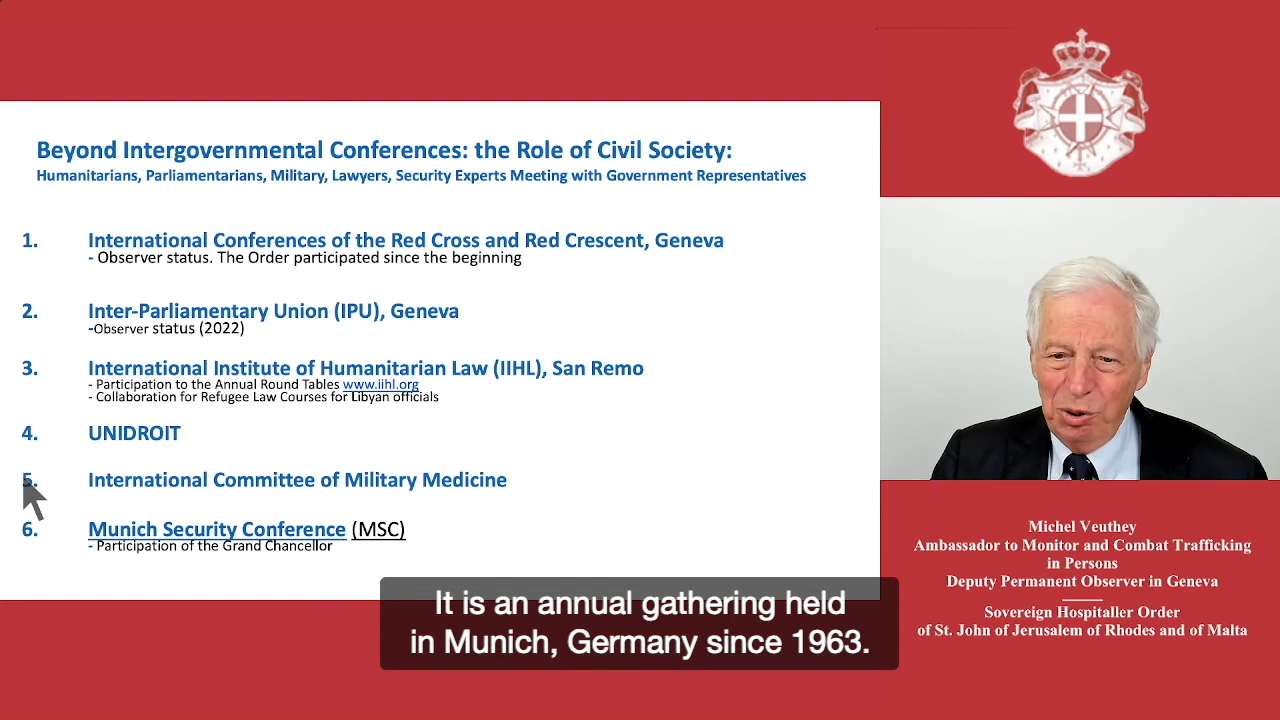 Beyond Intergovernmental Conferences: the Role of Civil Society:
Humanitarians, Parliamentarians, Military, Lawyers, Security Experts Meeting with Government Representatives
1. International Conferences of the Red Cross and Red Crescent, Geneva
- Observer status. The Order participated since the beginning
2. Inter-Parliamentary Union (IPU), Geneva
-Observer status (2022)
3. International Institute of Humanitarian Law (IIHL), San Remo
- Participation to the Annual Round Tables www.iihl.org
- Collaboration for Refugee Law Courses for Libyan officials
4. UNIDROIT
5. International Committee of Military Medicine
6. Munich Security Conference (MSC)
- Participation of the Grand Chancellor
Michel Veuthey
Ambassador to Monitor and Combat Trafficking
in Persons
Deputy Permanent Observer in Geneva
Sovereign Hospitaller Order
of St. John of Jerusalem of Rhodes and of Malta
It is an annual gathering held
in Munich, Germany since 1963.